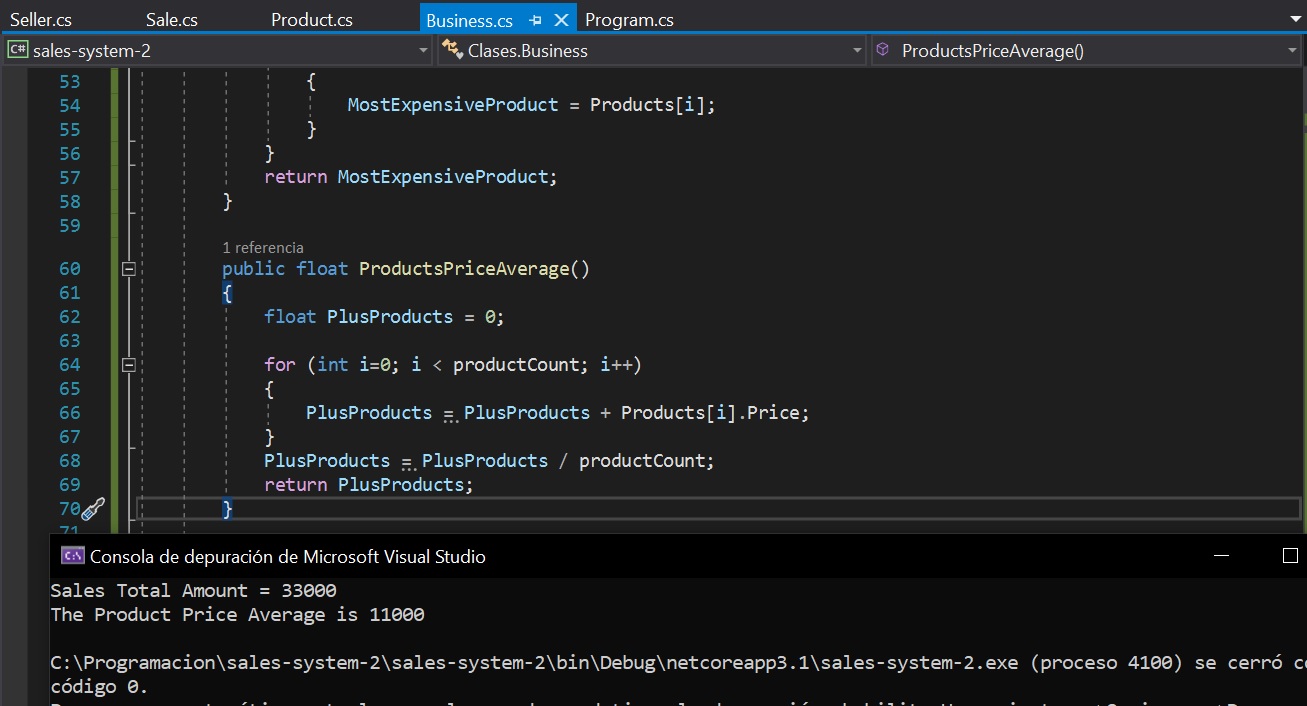 Seller.cs Sale.cs Product.cs Business.cs Program.cs
C# sales-system-2 Clases.Business ProductsPriceAverage()
53 {
54 MostExpensiveProduct = Products[i];
55 }
56 }
57 return MostExpensiveProduct;
58 }
59
1 referencia
60 public float ProductsPriceAverage()
61 {
62 float PlusProducts = 0;
63
64 for (int i=0; i < productCount; i++)
65 {
66 PlusProducts = PlusProducts + Products[i].Price;
67 }
68 PlusProducts = PlusProducts / productCount;
69 return PlusProducts;
70 }
71
C:\ Consola de depuración de Microsoft Visual Studio
Sales Total Amount = 33000
The Product Price Average is 11000
C:\Programacion\sales-system-2\sales-system-2\bin\Debug\netcoreapp3.1\sales-system-2.exe (proceso 4100) se cerró
código 0.